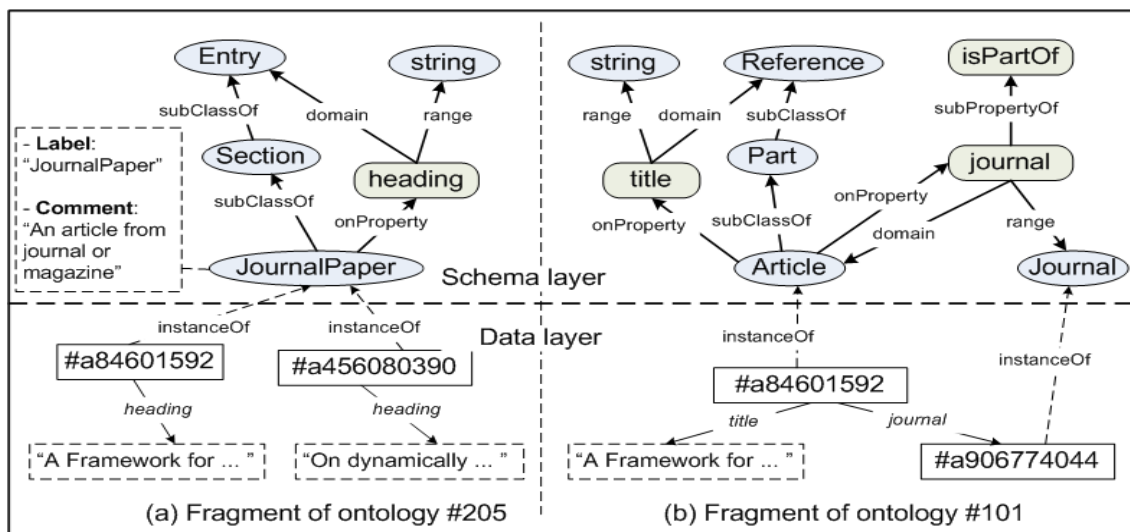 Entry
string
subClassOf
domain
range
- Label:
“JournalPaper”
- Comment:
“An article from
journal or
magazine”
Section
heading
subClassOf
onProperty
JournalPaper
Schema layer
instanceOf
instanceOf
Data layer
#a84601592
#a456080390
heading
heading
“A Framework for ... ”
“On dynamically ... ”
(a) Fragment of ontology #205
string
Reference
isPartOf
range
domain
subClassOf
subPropertyOf
title
Part
journal
onProperty
subClassOf
onProperty
domain
range
Article
Journal
instanceOf
instanceOf
#a84601592
title
journal
“A Framework for ... ”
#a906774044
(b) Fragment of ontology #101